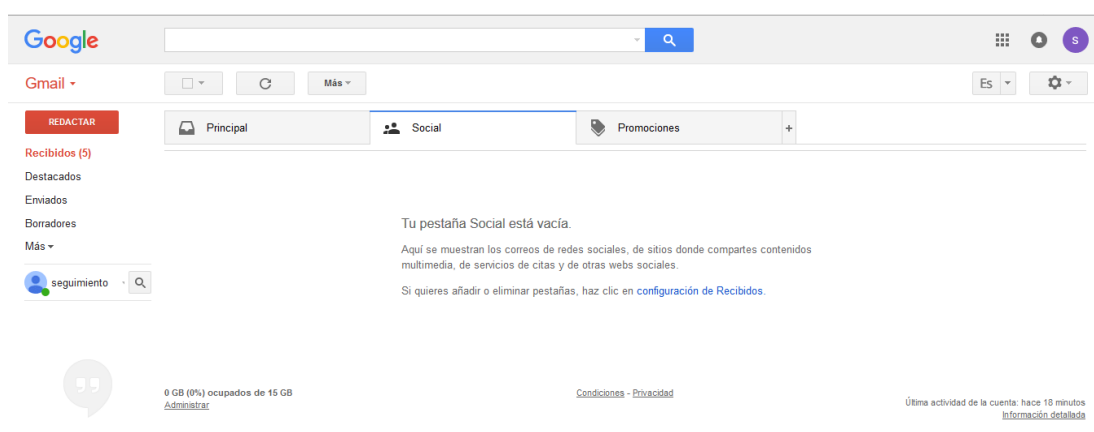 Google
S
Gmail
Más
Es
REDACTAR
Principal
Social
Promociones
+
Recibidos (5)
Destacados
Enviados
Borradores
Más
Tu pestaña Social está vacía.
Aquí se muestran los correos de redes sociales, de sitios donde compartes contenidos
multimedia, de servicios de citas y de otras webs sociales.
seguimiento
Si quieres añadir o eliminar pestañas, haz clic en configuración de Recibidos.
0 GB (0%) ocupados de 15 GB
Administrar
Condiciones - Privacidad
Última actividad de la cuenta: hace 18 minutos
Información detallada